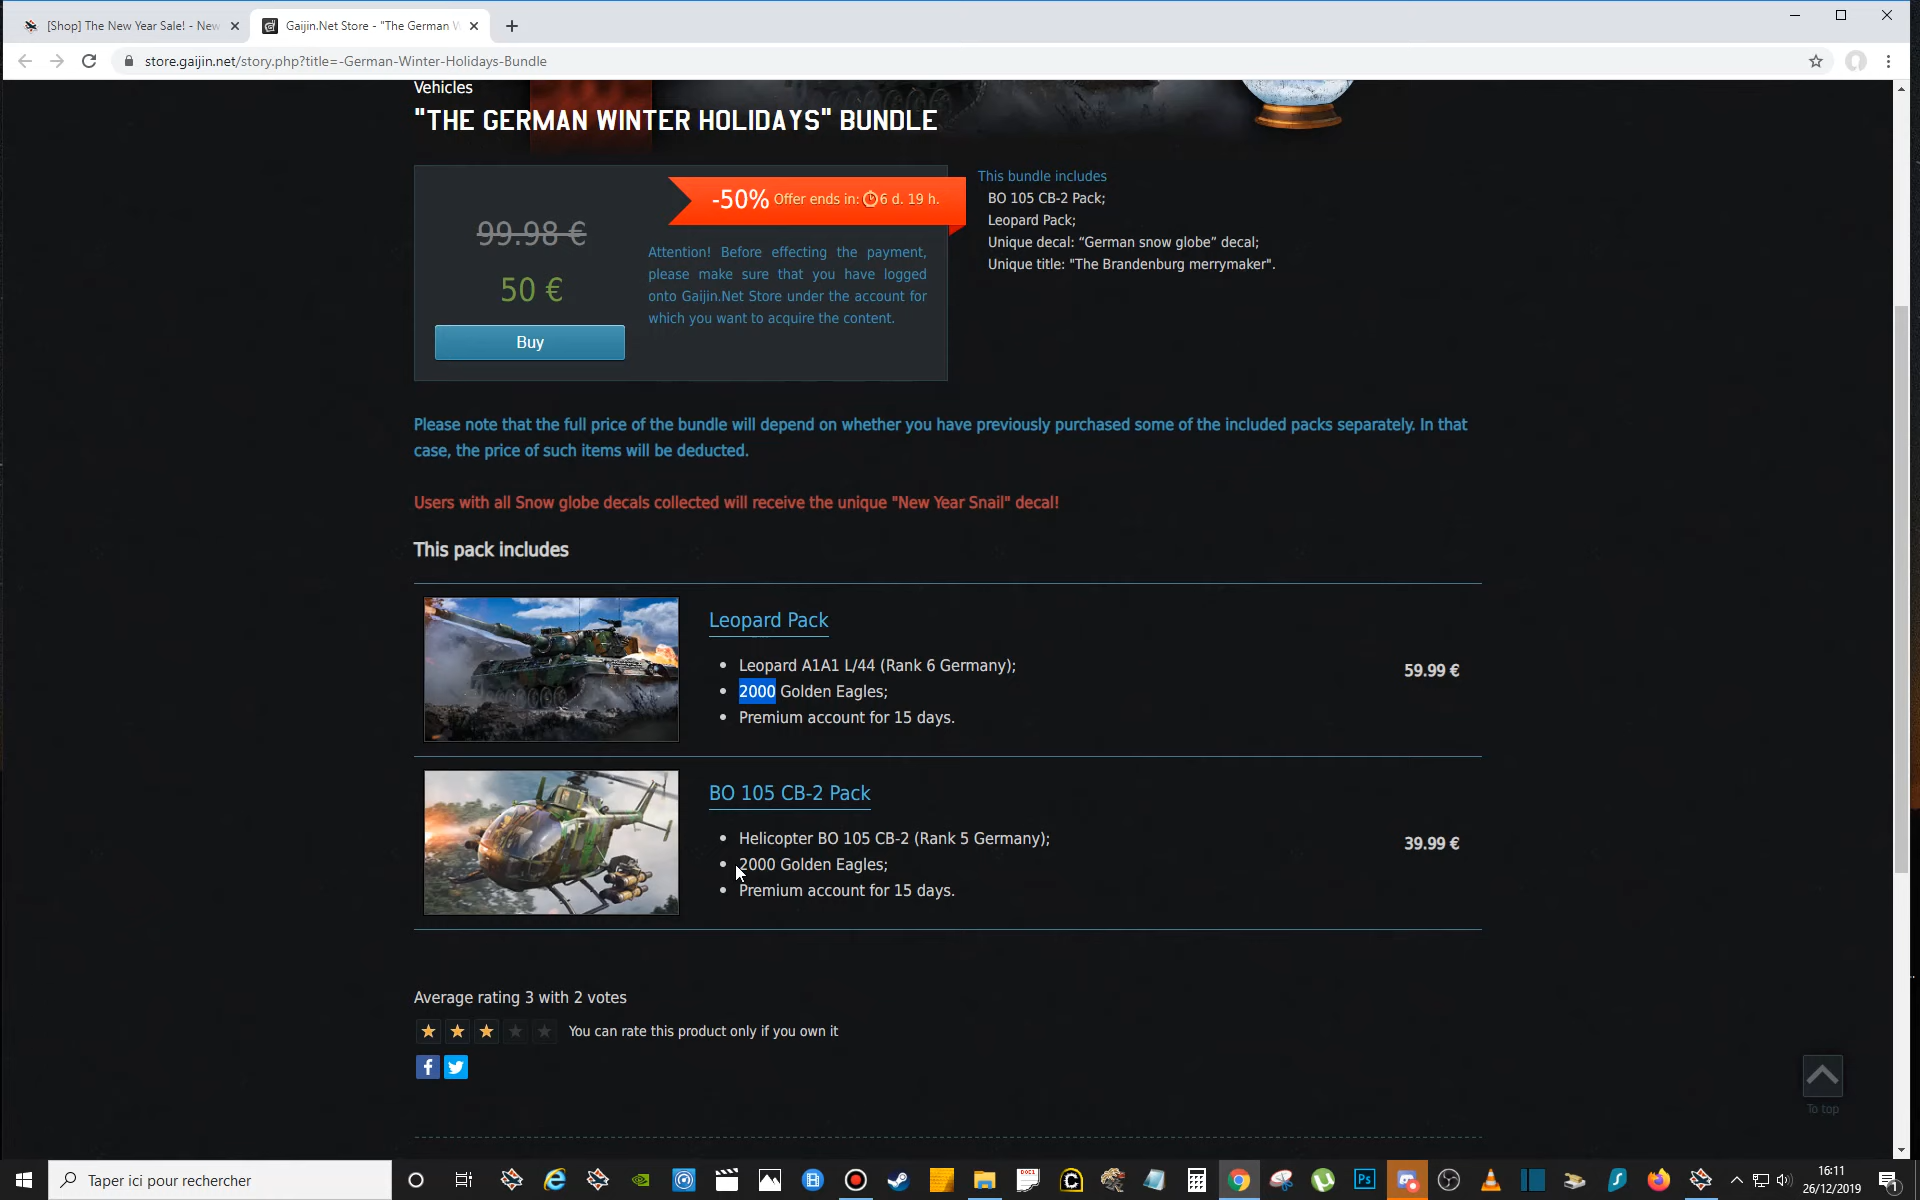 [Shop] The New Year Sale! - New
Gaijin.Net Store - "The German W
store.gaijin.net/story.php?title=-German-Winter-Holidays-Bundle
Vehicles
"THE GERMAN WINTER HOLIDAYS" BUNDLE
-50% Offer ends in: 6 d. 19 h.
99.98 €
50 €
Buy
Attention! Before effecting the payment,
please make sure that you have logged
onto Gaijin.Net Store under the account for
which you want to acquire the content.
This bundle includes
BO 105 CB-2 Pack;
Leopard Pack;
Unique decal: “German snow globe” decal;
Unique title: "The Brandenburg merrymaker".
Please note that the full price of the bundle will depend on whether you have previously purchased some of the included packs separately. In that
case, the price of such items will be deducted.
Users with all Snow globe decals collected will receive the unique "New Year Snail" decal!
This pack includes
Leopard Pack
Leopard A1A1 L/44 (Rank 6 Germany);
2000 Golden Eagles;
Premium account for 15 days.
59.99 €
BO 105 CB-2 Pack
Helicopter BO 105 CB-2 (Rank 5 Germany);
2000 Golden Eagles;
Premium account for 15 days.
39.99 €
Average rating 3 with 2 votes
You can rate this product only if you own it
To top
Taper ici pour rechercher
16:11
26/12/2019